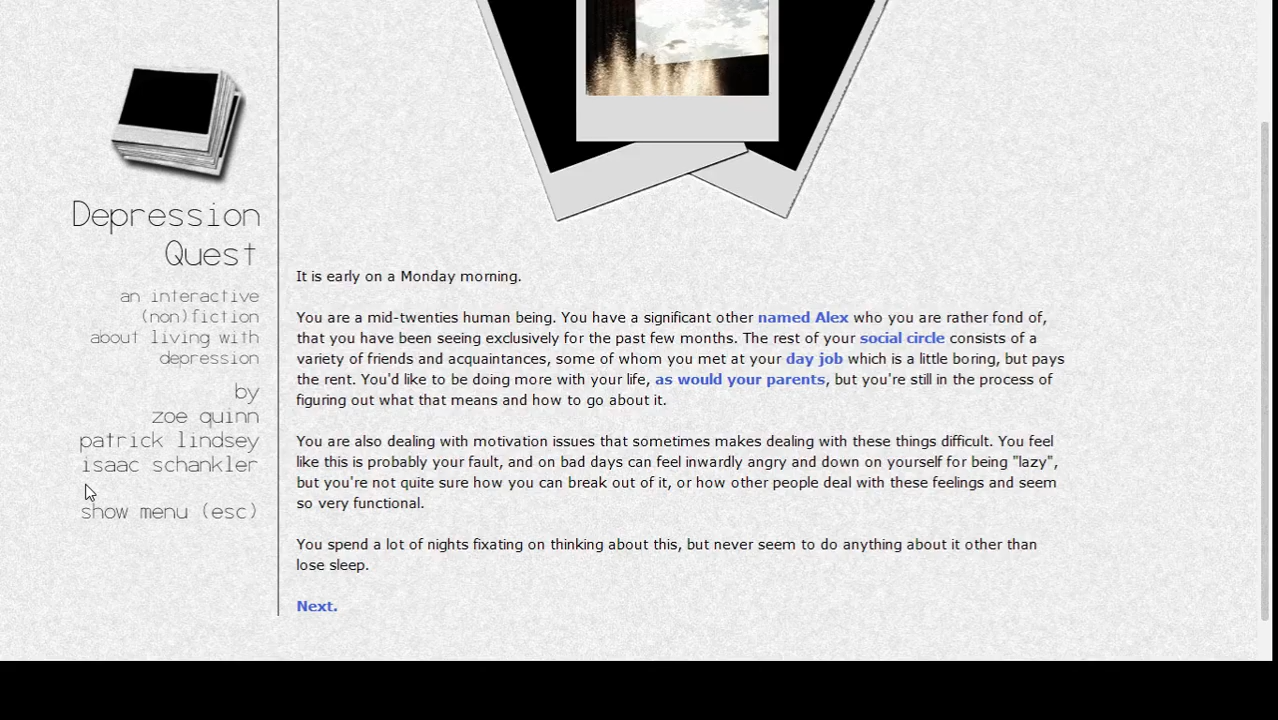 Depression
Quest
an interactive
(non)fiction
about living with
depression
by
zoe quinn
patrick lindsey
isaac schankler
show menu (esc)
It is early on a Monday morning.
You are a mid-twenties human being. You have a significant other named Alex who you are rather fond of,
that you have been seeing exclusively for the past few months. The rest of your social circle consists of a
variety of friends and acquaintances, some of whom you met at your day job which is a little boring, but pays
the rent. You'd like to be doing more with your life, as would your parents, but you're still in the process of
figuring out what that means and how to go about it.
You are also dealing with motivation issues that sometimes makes dealing with these things difficult. You feel
like this is probably your fault, and on bad days can feel inwardly angry and down on yourself for being "lazy",
but you're not quite sure how you can break out of it, or how other people deal with these feelings and seem
so very functional.
You spend a lot of nights fixating on thinking about this, but never seem to do anything about it other than
lose sleep.
Next.